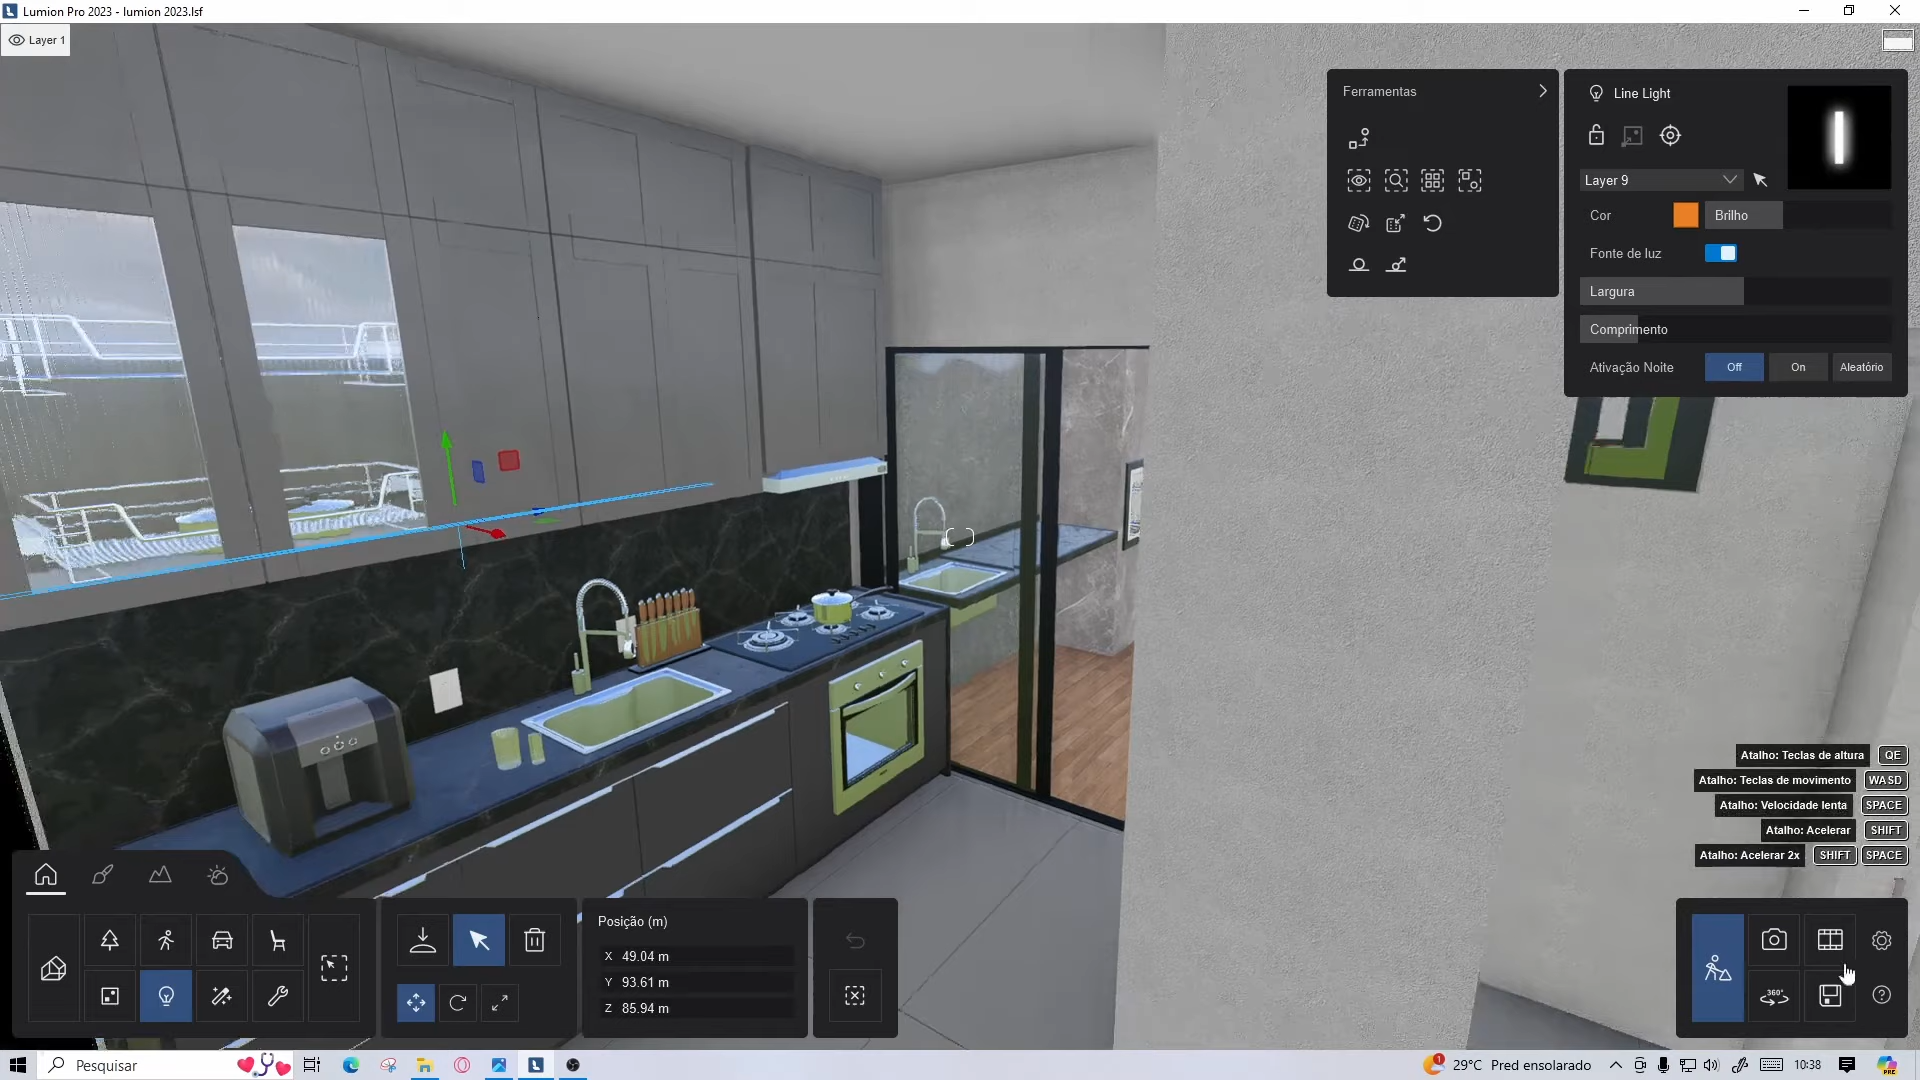 Lumion Pro 2023 - lumion 2023.lsf
Layer 1
Ferramentas
Line Light
Layer 9
Cor
Brilho
Fonte de luz
Largura
Comprimento
Ativação Noite
Off
On
Aleatório
Atalho: Teclas de altura QE
Atalho: Teclas de movimento WASD
Atalho: Velocidade lenta SPACE
Atalho: Acelerar SHIFT
Atalho: Acelerar 2x SHIFT SPACE
Posição (m)
X 49.04 m
Y 93.61 m
Z 85.94 m
360°
Pesquisar
1
29°C Pred ensolarado
10:38
PRE